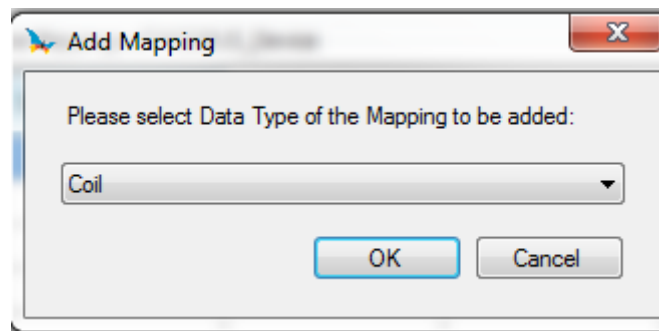 Add Mapping
Please select Data Type of the Mapping to be added:
Coil
OK
Cancel